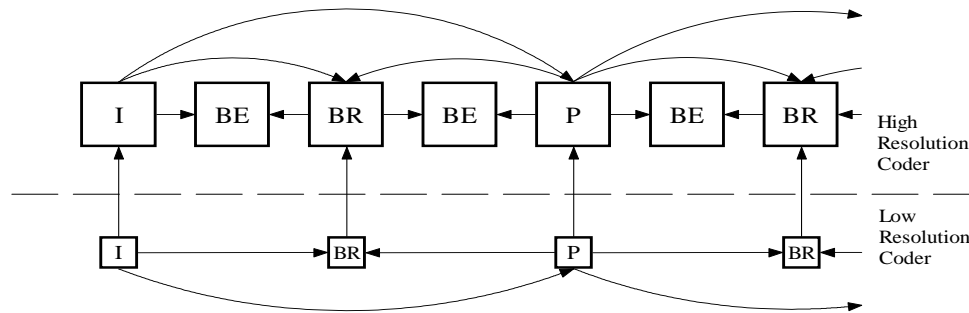 I BE BR BE P BE BR
High
Resolution
Coder
Low
Resolution
Coder
I BR P BR